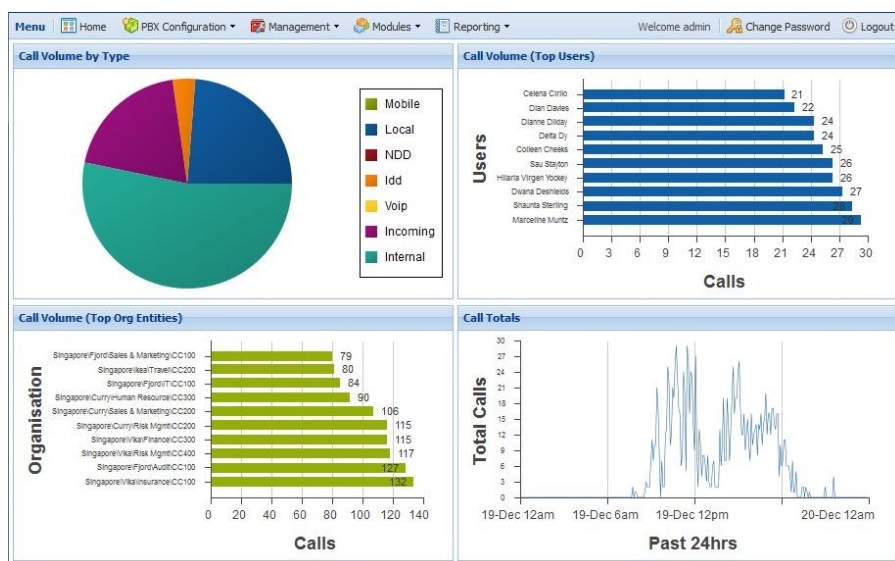 Menu Home PBX Configuration Management Modules Reporting Welcome admin Change Password Logout
Call Volume by Type
Mobile
Local
NDD
Idd
Voip
Incoming
Internal
Call Volume (Top Users)
Users
Celena Cirilo 21
Dian Davies 22
Dianne Dilday 24
Delta Dy 24
Colleen Cheeks 25
Sau Stayton 26
Hilaria Virgen Yockey 26
Dwana Deshields 27
Shaunta Sterling 28
Marceline Muntz 29
0 3 6 9 12 15 18 21 24 27 30
Calls
Call Volume (Top Org Entities)
Organisation
Singapore\Fjord\Sales & Marketing\CC100 79
Singapore\Ikea\Travel\CC200 80
Singapore\Fjord\IT\CC100 84
Singapore\Curry\Human Resource\CC300 90
Singapore\Curry\Sales & Marketing\CC200 106
Singapore\Curry\Risk Mgmt\CC200 115
Singapore\Vika\Finance\CC300 115
Singapore\Vika\Risk Mgmt\CC400 117
Singapore\Fjord\Audit\CC100 127
Singapore\Vika\Insurance\CC100 132
0 20 40 60 80 100 120 140
Calls
Call Totals
Total Calls
30
27
24
21
18
15
12
9
6
3
0
19-Dec 12am 19-Dec 6am 19-Dec 12pm 20-Dec 12am
Past 24hrs